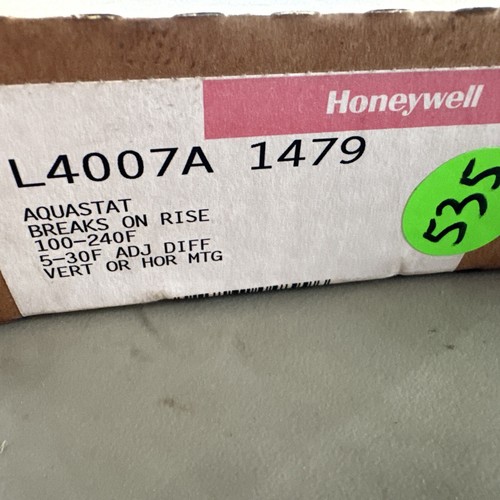 Honeywell
L4007A 1479
AQUASTAT
BREAKS ON RISE
100-240F
5-30F ADJ DIFF
VERT OR HOR MTG
535